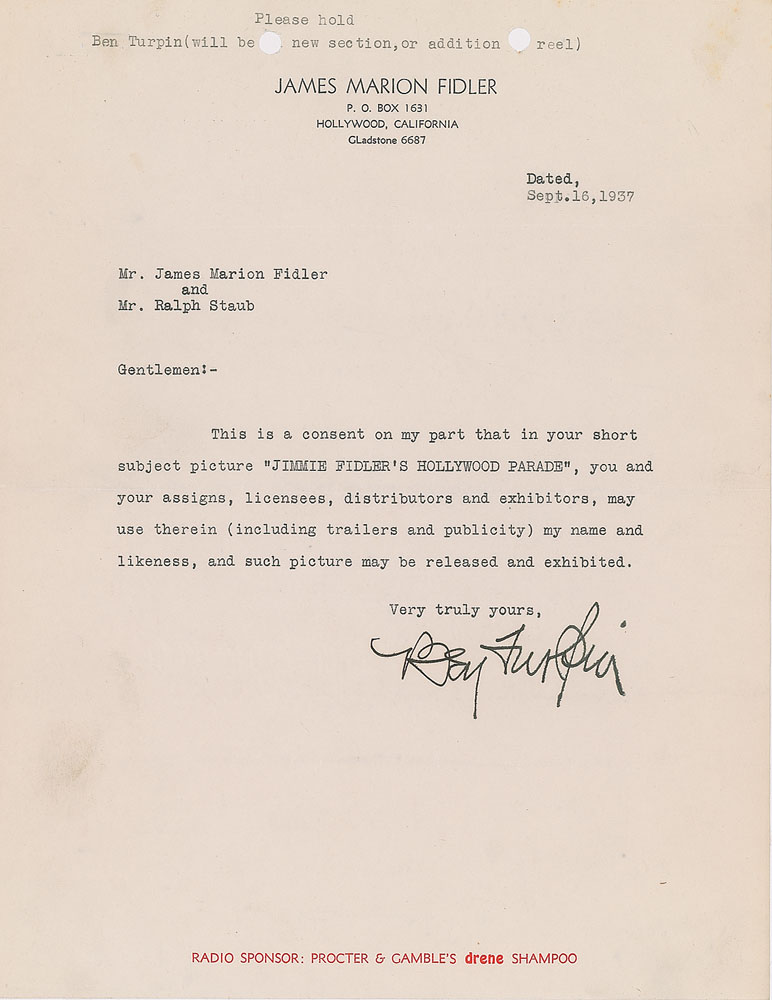 Please hold
Ben Turpin(will be new section,or addition reel)
JAMES MARION FIDLER
P. O. BOX 1631
HOLLYWOOD, CALIFORNIA
GLadstone 6687
Dated,
Sept.16,1937
Mr. James Marion Fidler
and
Mr. Ralph Staub
Gentlemen:-
This is a consent on my part that in your short
subject picture "JIMMIE FIDLER'S HOLLYWOOD PARADE", you and
your assigns, licensees, distributors and exhibitors, may
use therein (including trailers and publicity) my name and
likeness, and such picture may be released and exhibited.
Very truly yours,
Ben Turpin
RADIO SPONSOR: PROCTER & GAMBLE'S drene SHAMPOO